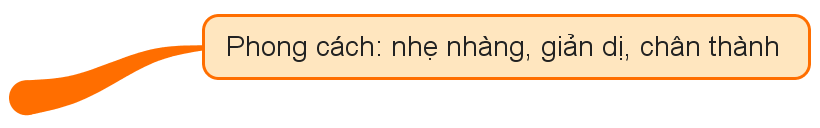 Phong cách: nhẹ nhàng, giản dị, chân thành